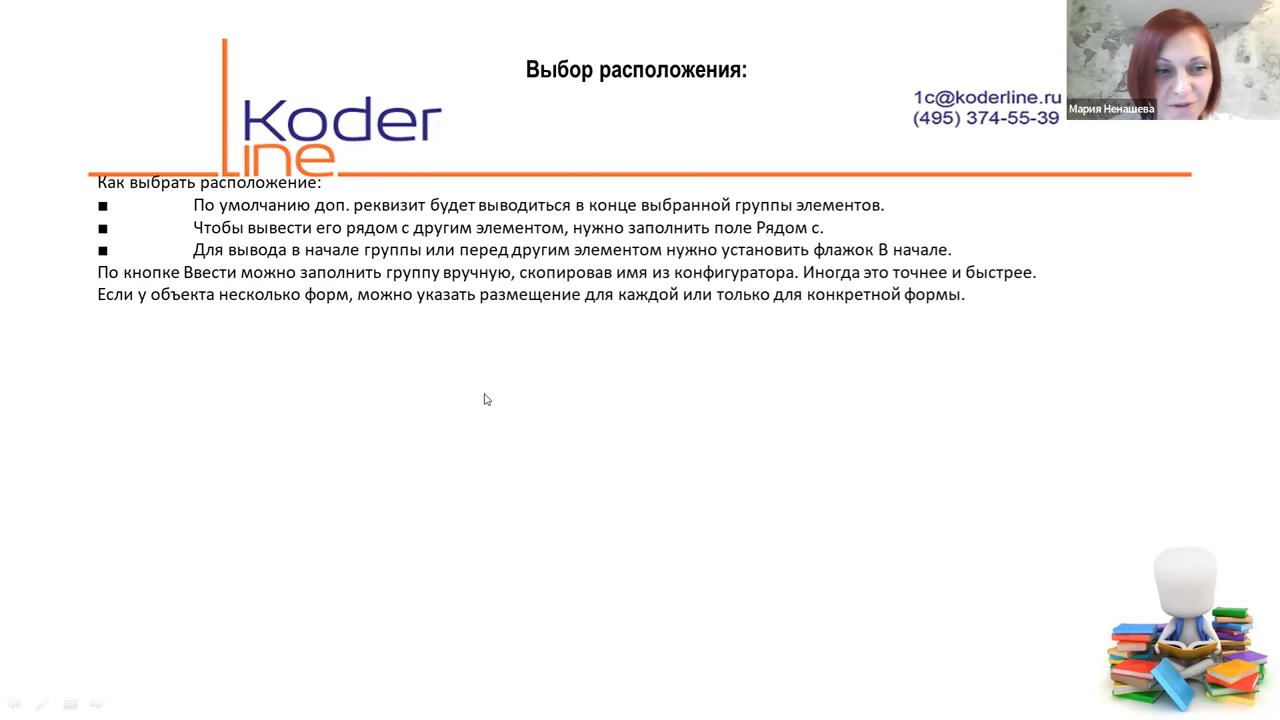 Выбор расположения:
Koder
line
1c@koderline.ru
(495) 374-55-39
Мария Ненашева
Как выбрать расположение:
■ По умолчанию доп. реквизит будет выводиться в конце выбранной группы элементов.
■ Чтобы вывести его рядом с другим элементом, нужно заполнить поле Рядом с.
■ Для вывода в начале группы или перед другим элементом нужно установить флажок В начале.
По кнопке Ввести можно заполнить группу вручную, скопировав имя из конфигуратора. Иногда это точнее и быстрее.
Если у объекта несколько форм, можно указать размещение для каждой или только для конкретной формы.